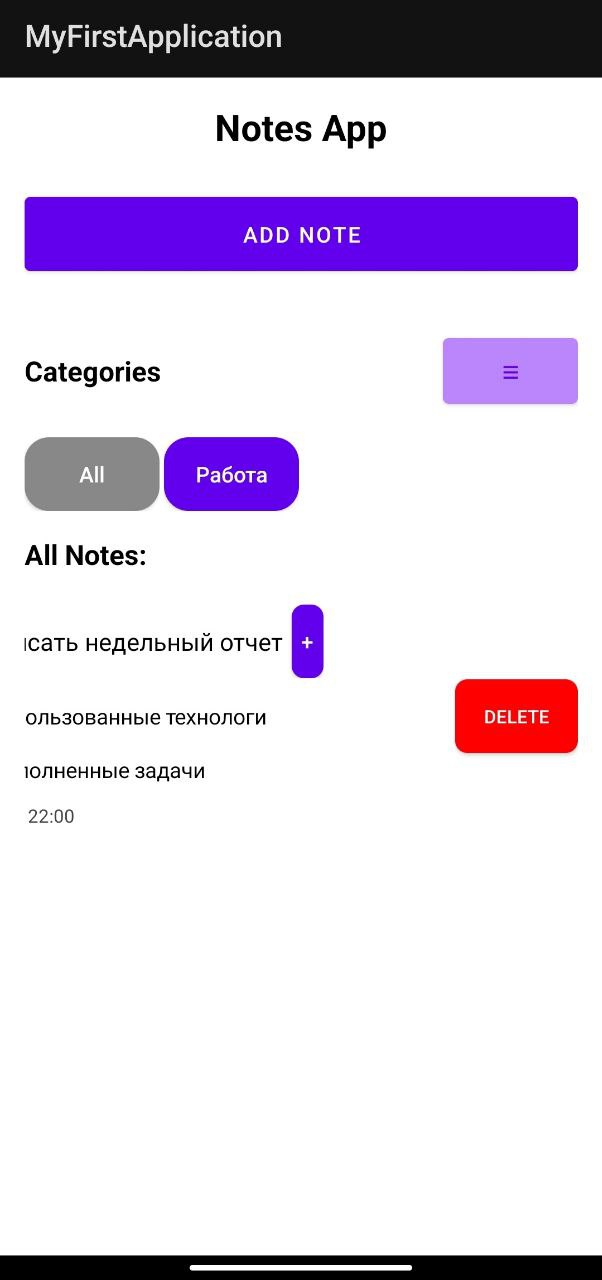 MyFirstApplication
Notes App
ADD NOTE
Categories
All Работа
All Notes:
сать недельный отчет +
ользованные технологи
DELETE
олненные задачи
22:00